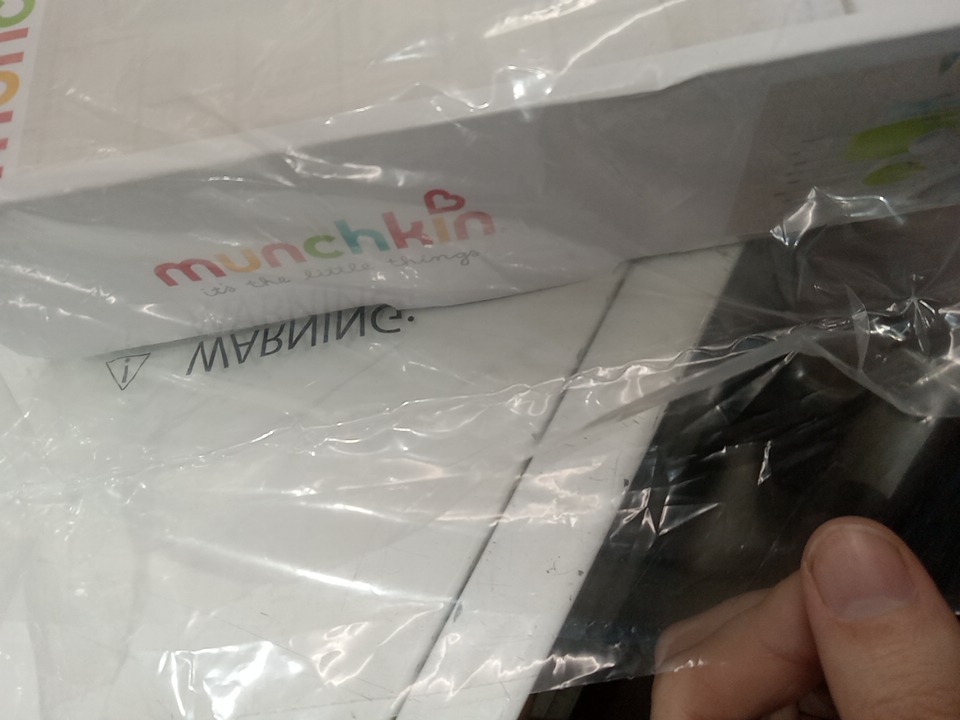 munchkin
it's the little things
WARNING: